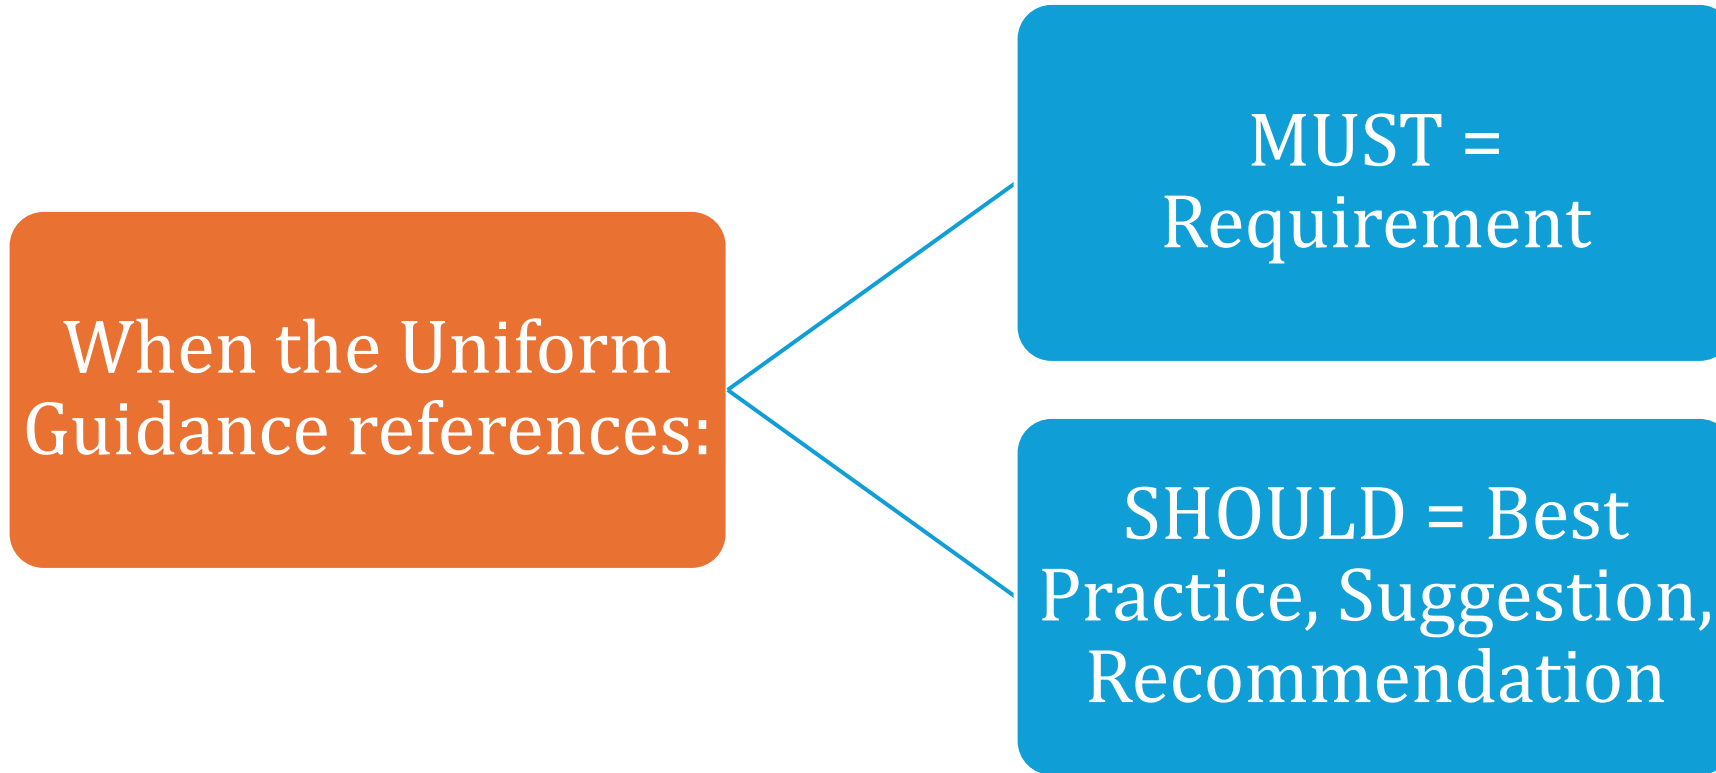 When the Uniform
Guidance references:
MUST =
Requirement
SHOULD = Best
Practice, Suggestion,
Recommendation